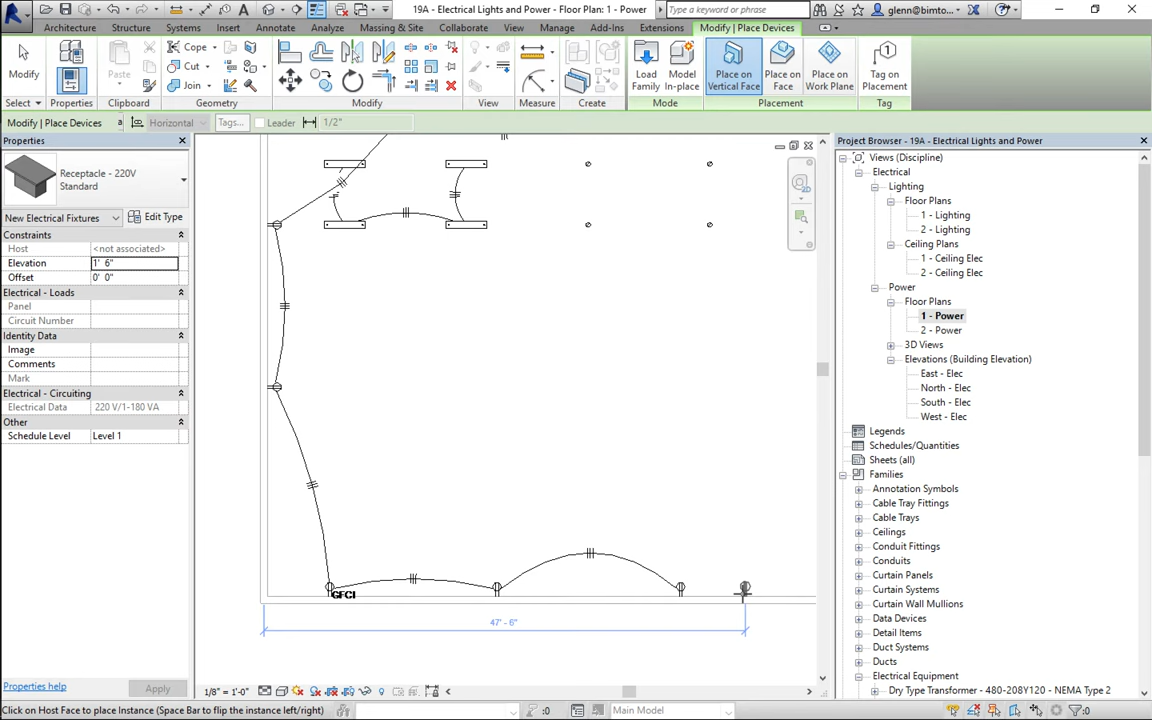 19A - Electrical Lights and Power - Floor Plan: 1 - Power
Type a keyword or phrase
glenn@bimto...
Architecture Structure Systems Insert Annotate Analyze Massing & Site Collaborate View Manage Add-Ins Extensions Modify | Place Devices
Modify
Select
Properties
Paste
Clipboard
Cope
Cut
Join
Geometry
Modify
View
Measure
Create
Load Family
Model In-place
Mode
Place on Vertical Face
Place on Face
Place on Work Plane
Placement
Tag on Placement
Tag
Modify | Place Devices
Horizontal
Tags...
Leader
1/2"
Properties
Receptacle - 220V
Standard
New Electrical Fixtures
Edit Type
Constraints
Host <not associated>
Elevation 1' 6"
Offset 0' 0"
Electrical - Loads
Panel
Circuit Number
Identity Data
Image
Comments
Mark
Electrical - Circuiting
Electrical Data 220 V/1-180 VA
Other
Schedule Level Level 1
Properties help
Apply
GFCI
47' - 6"
Project Browser - 19A - Electrical Lights and Power
Views (Discipline)
Electrical
Lighting
Floor Plans
1 - Lighting
2 - Lighting
Ceiling Plans
1 - Ceiling Elec
2 - Ceiling Elec
Power
Floor Plans
1 - Power
2 - Power
3D Views
Elevations (Building Elevation)
East - Elec
North - Elec
South - Elec
West - Elec
Legends
Schedules/Quantities
Sheets (all)
Families
Annotation Symbols
Cable Tray Fittings
Cable Trays
Ceilings
Conduit Fittings
Conduits
Curtain Panels
Curtain Systems
Curtain Wall Mullions
Data Devices
Detail Items
Duct Systems
Ducts
Electrical Equipment
Dry Type Transformer - 480-208Y120 - NEMA Type 2
1/8" = 1'-0"
Click on Host Face to place Instance (Space Bar to flip the instance left/right)
:0
Main Model
:0